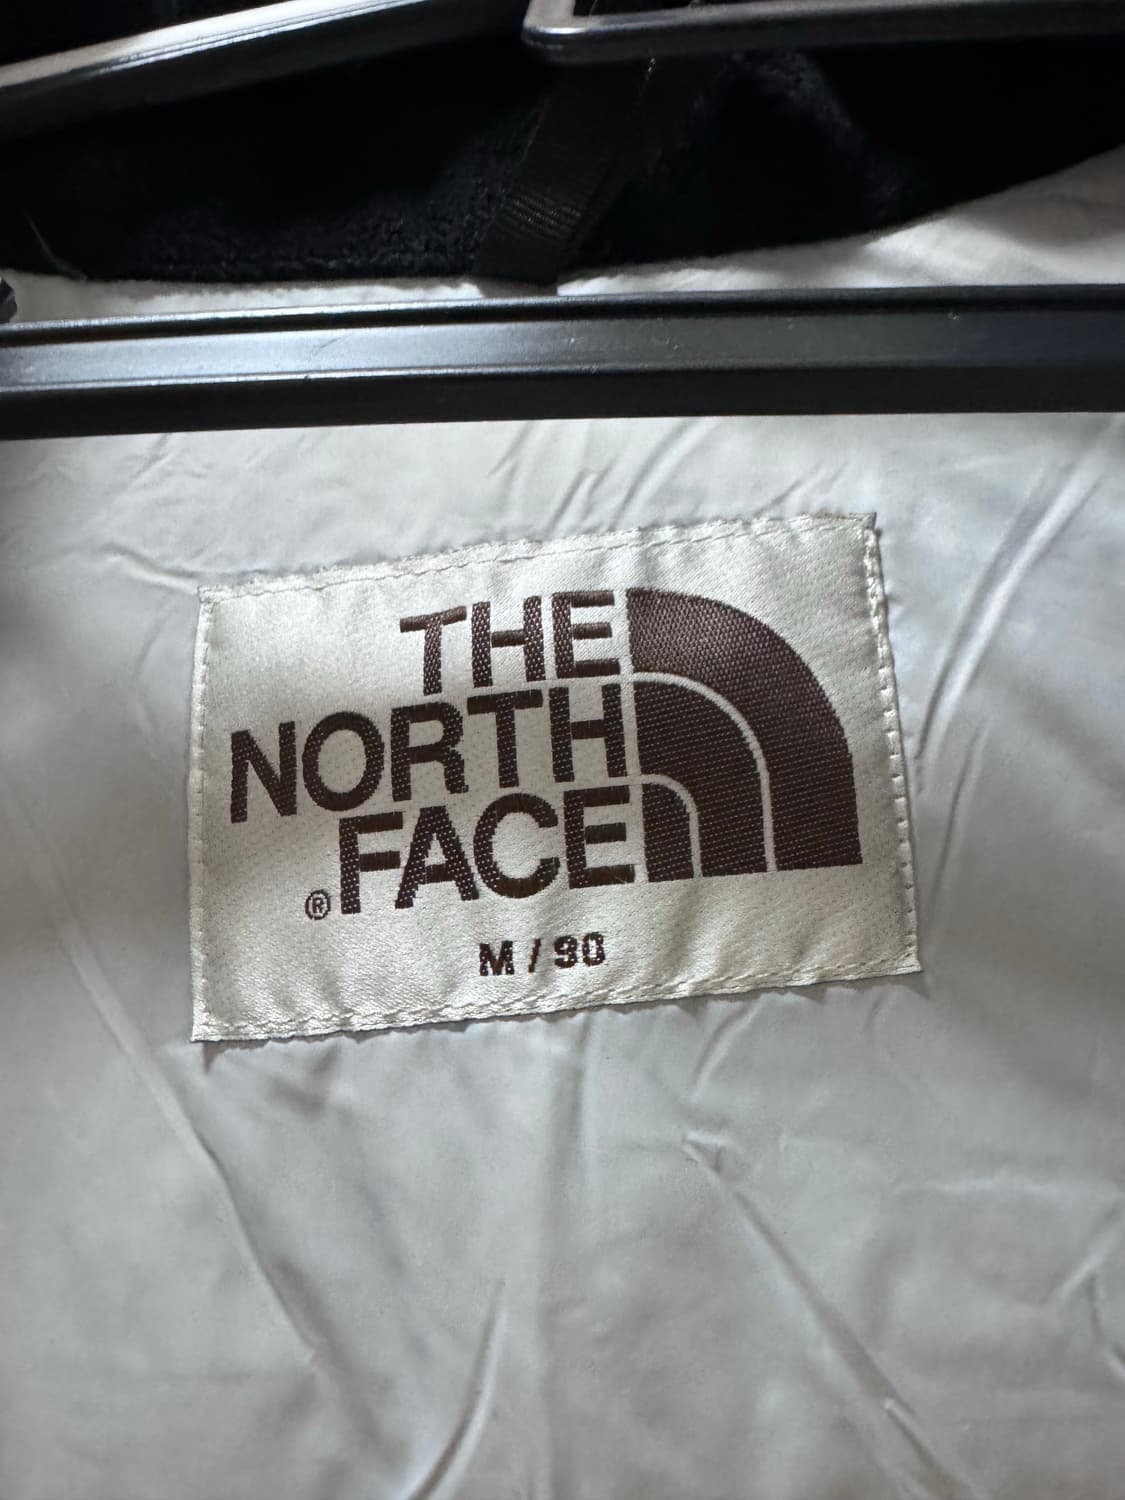 THE
NORTH
FACE
®
M / 90